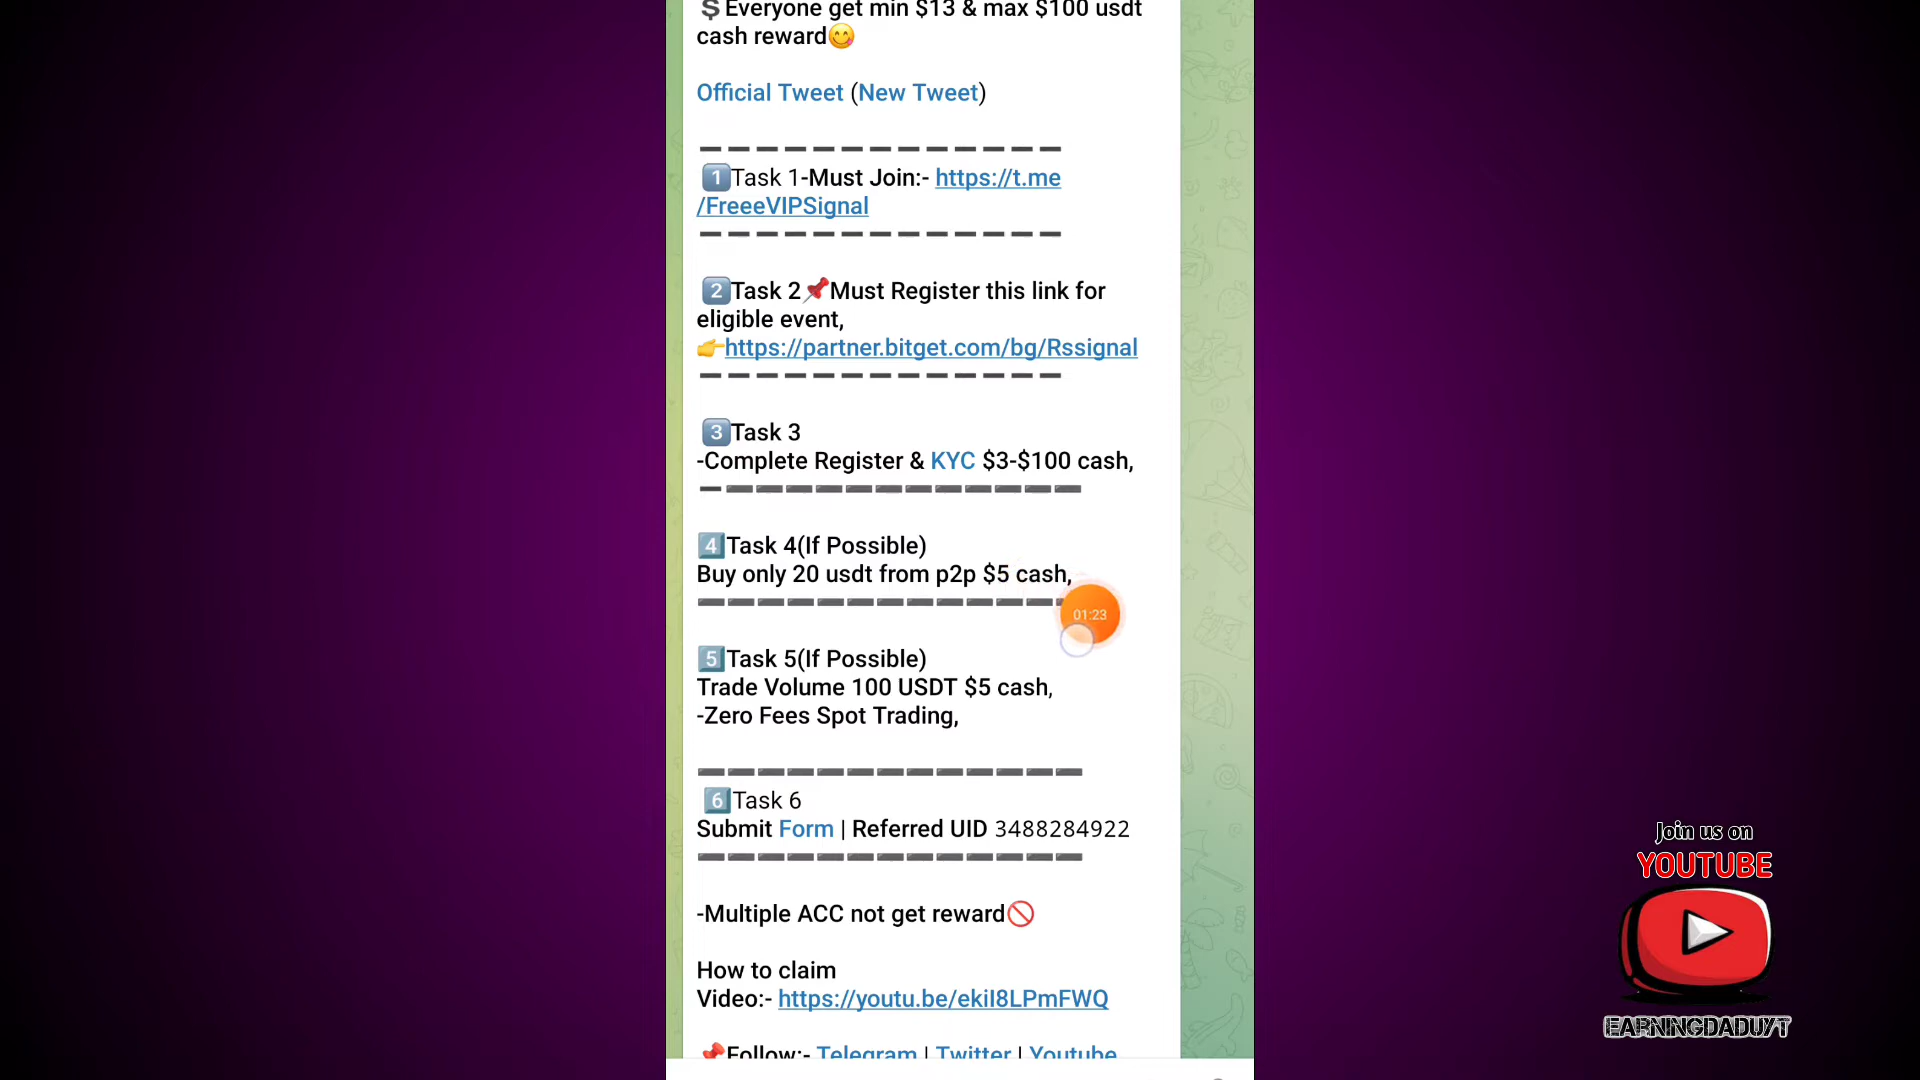 💲Everyone get min $13 & max $100 usdt
cash reward😋
Official Tweet (New Tweet)
➖➖➖➖➖➖➖➖➖➖➖➖➖
1️⃣Task 1-Must Join:- https://t.me
/FreeeVIPSignal
➖➖➖➖➖➖➖➖➖➖➖➖➖
2️⃣Task 2📌Must Register this link for
eligible event,
👉https://partner.bitget.com/bg/Rssignal
➖➖➖➖➖➖➖➖➖➖➖➖➖
3️⃣Task 3
-Complete Register & KYC $3-$100 cash,
➖➖➖➖➖➖➖➖➖➖➖➖➖
4️⃣Task 4(If Possible)
Buy only 20 usdt from p2p $5 cash,
➖➖➖➖➖➖➖➖➖➖➖➖➖
01:23
5️⃣Task 5(If Possible)
Trade Volume 100 USDT $5 cash,
-Zero Fees Spot Trading,
➖➖➖➖➖➖➖➖➖➖➖➖➖
6️⃣Task 6
Submit Form | Referred UID 3488284922
➖➖➖➖➖➖➖➖➖➖➖➖➖
-Multiple ACC not get reward🚫
How to claim
Video:- https://youtu.be/ekiI8LPmFWQ
📌Follow:- Telegram | Twitter | Youtube
Join us on
YOUTUBE
EARNINGDADUYT